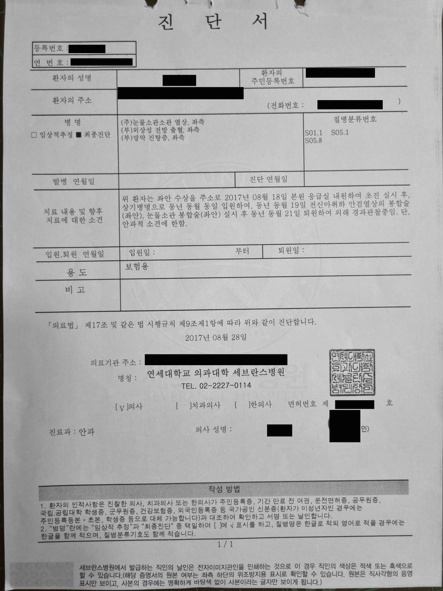 진 단 서
등록번호 :
연 번 호 :
환자의 성명
환자의
주민등록번호
환자의 주소
(전화번호 :
)
병 명
□ 임상적추정 ■ 최종진단
(주)눈물소관 열상, 좌측
(부)외상성 전방 출혈, 좌측
(부)망막 진탕증, 좌측
질병분류번호
S01.1 S05.1
S05.8
발병 연월일
진단 연월일
치료 내용 및 향후
치료에 대한 소견
위 환자는 좌안 수상을 주소로 2017년 08월 18일 본원 응급실 내원하여 초진 실시 후,
상기병명으로 동년 동월 동일 입원하여, 동년 동월 19일 전신마취하 안검열상의 봉합술
(좌안), 눈물소관 봉합술(좌안) 실시 후 동년 동월 21일 퇴원하여 외래 경과관찰중임. 단,
안과적 소견에 한함.
입원.퇴원 연월일
입원일 :
부터
퇴원일 :
용 도
보험용
비 고
「의료법」 제17조 및 같은 법 시행규칙 제9조제1항에 따라 위와 같이 진단합니다.
2017년 08월 28일
의료기관 주소 :
명칭 : 연세대학교 의과대학 세브란스병원
TEL. 02-2227-0114
[ V ]의사 [ ]치과의사 [ ]한의사 면허번호 제 호
진료과 : 안과
의사 성명 :
인)
작성 방법
1. 환자의 인적사항은 진찰한 의사, 치과의사 또는 한의사가 주민등록증, 기간 만료 전 여권, 운전면허증, 공무원증,
국립,공립대학 학생증, 군무원증, 건강보험증, 외국인등록증 등 국가공인 신분증(환자가 미성년자인 경우에는
주민등록등본ㆍ초본, 학생증 등으로 대체 가능합니다)과 대조하여 확인하고 서명 또는 날인합니다.
2. "병명"란에는 "임상적 추정"과 "최종진단" 중 택일하여 [ ]에 √ 표시를 하고, 질병명은 한글로 적되 영어로 적을 경우에는
한글을 함께 적으며, 질병분류기호도 함께 적습니다.
1 / 1
세브란스병원에서 발급하는 직인의 날인은 전자이미지관인을 인쇄하는 것으로 이 경우 직인의 색상은 적색 또는 흑색으로
할 수 있습니다.(해당 증명서의 원본 여부는 좌측 하단의 위조방지용 표시로 확인할 수 있습니다. 원본은 직사각형의 음영
표시만 보이고, 사본의 경우에는 명확하게 바탕색 없이 사본이라는 글자만 보이게 됩니다.)